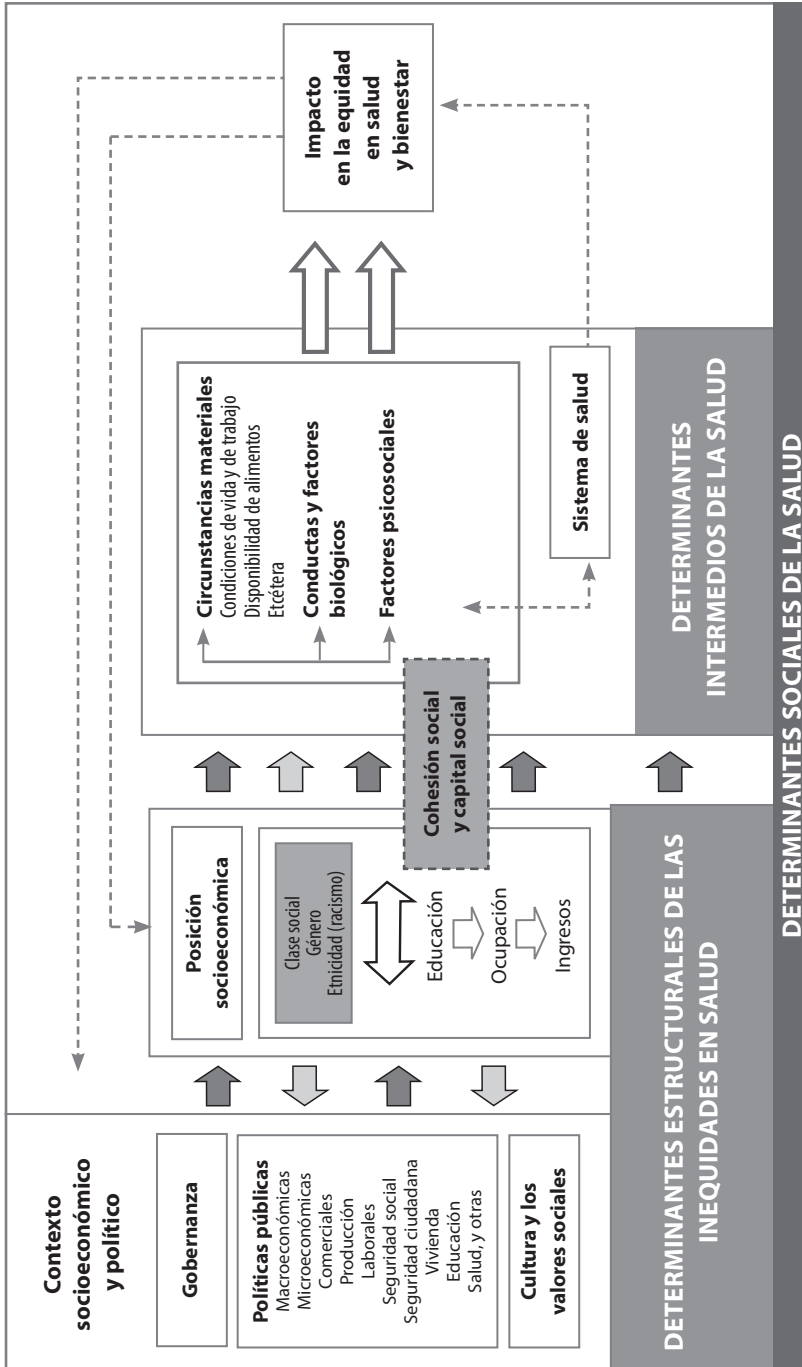 Contexto
socioeconómico
y político
Gobernanza
Políticas públicas
Macroeconómicas
Microeconómicas
Comerciales
Producción
Laborales
Seguridad social
Seguridad ciudadana
Vivienda
Educación
Salud, y otras
Cultura y los
valores sociales
Posición
socioeconómica
Clase social
Género
Etnicidad (racismo)
Educación
Ocupación
Ingresos
Cohesión social
y capital social
Circunstancias materiales
Condiciones de vida y de trabajo
Disponibilidad de alimentos
Etcétera
Conductas y factores
biológicos
Factores psicosociales
Sistema de salud
Impacto
en la equidad
en salud
y bienestar
DETERMINANTES ESTRUCTURALES DE LAS
INEQUIDADES EN SALUD
DETERMINANTES
INTERMEDIOS DE LA SALUD
DETERMINANTES SOCIALES DE LA SALUD